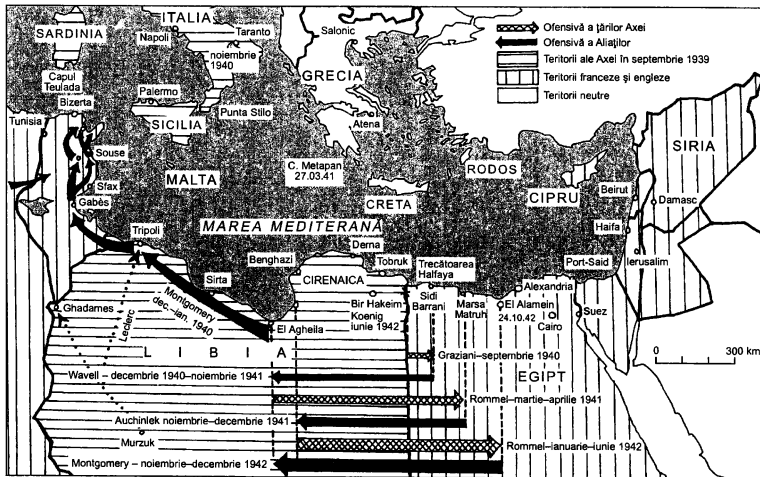 ITALIA
SARDINIA
Napoli
Taranto
noiembrie
1940
Salonic
GRECIA
Ofensivă a ţărilor Axei
Ofensivă a Aliaţilor
Teritorii ale Axei în septembrie 1939
Teritorii franceze şi engleze
Teritorii neutre
Capul
Teulada
Bizerta
Palermo
Punta Stilo
SICILIA
Atena
Tunisia
Souse
Sfax
Gabès
MALTA
C. Metapan
27.03.41
RODOS
CIPRU
SIRIA
Beirut
Damasc
CRETA
MAREA MEDITERANĂ
Haifa
Ierusalim
Port-Said
Tripoli
Benghazi
Derna
Tobruk
Trecătoarea
Halfaya
Sirta
CIRENAICA
Bir Hakeim
Koenig
iunie 1942
Sidi
Barrani
Marsa
Matruh
Alexandria
El Alamein
24.10.42
Cairo
Suez
Ghadames
Montgomery
dec.-ian. 1940
Leclerc
El Agheila
LIBIA
0 300 km
Graziani–septembrie 1940
EGIPT
Wavell – decembrie 1940–noiembrie 1941
Rommel–martie–aprilie 1941
Auchinlek noiembrie–decembrie 1941
Murzuk
Rommel–ianuarie–iunie 1942
Montgomery – noiembrie–decembrie 1942